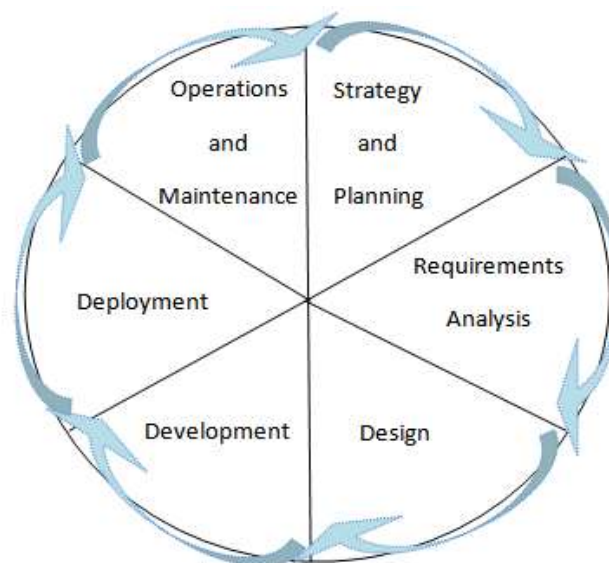 Operations
and
Maintenance
Strategy
and
Planning
Requirements
Analysis
Design
Development
Deployment